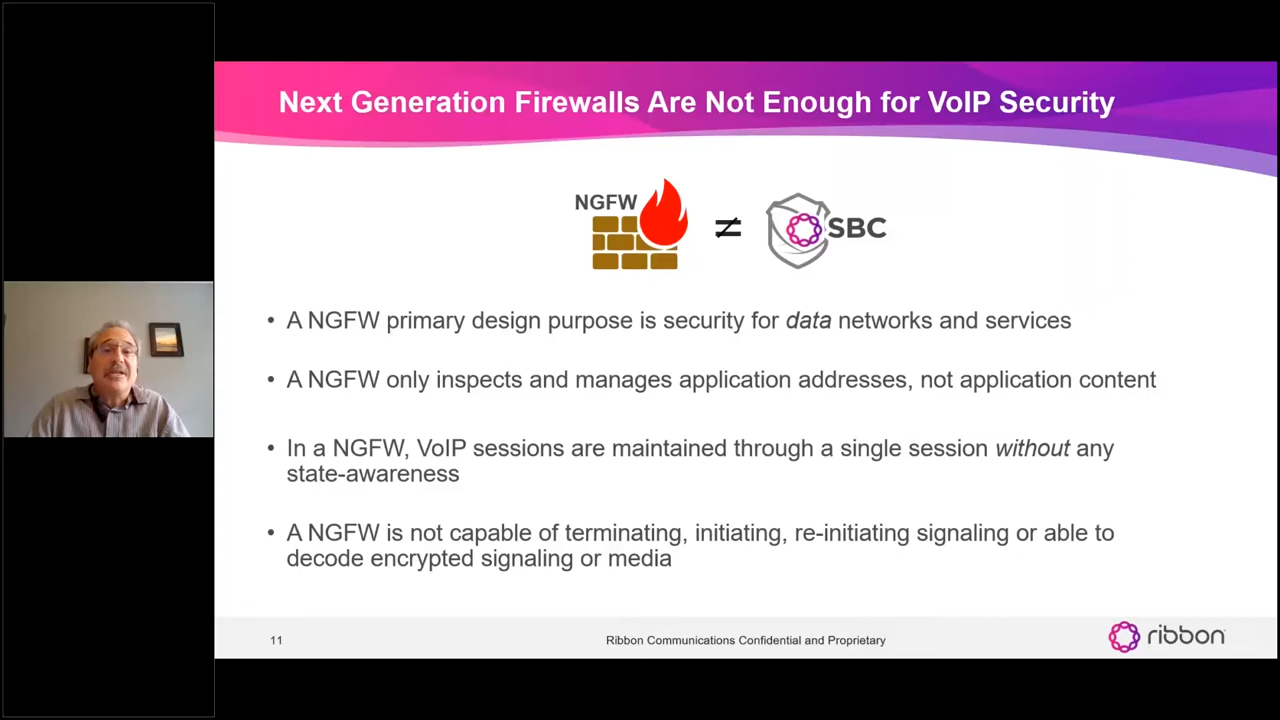 Next Generation Firewalls Are Not Enough for VoIP Security
NGFW
≠
SBC
• A NGFW primary design purpose is security for data networks and services
• A NGFW only inspects and manages application addresses, not application content
• In a NGFW, VoIP sessions are maintained through a single session without any
state-awareness
• A NGFW is not capable of terminating, initiating, re-initiating signaling or able to
decode encrypted signaling or media
11
Ribbon Communications Confidential and Proprietary
ribbon